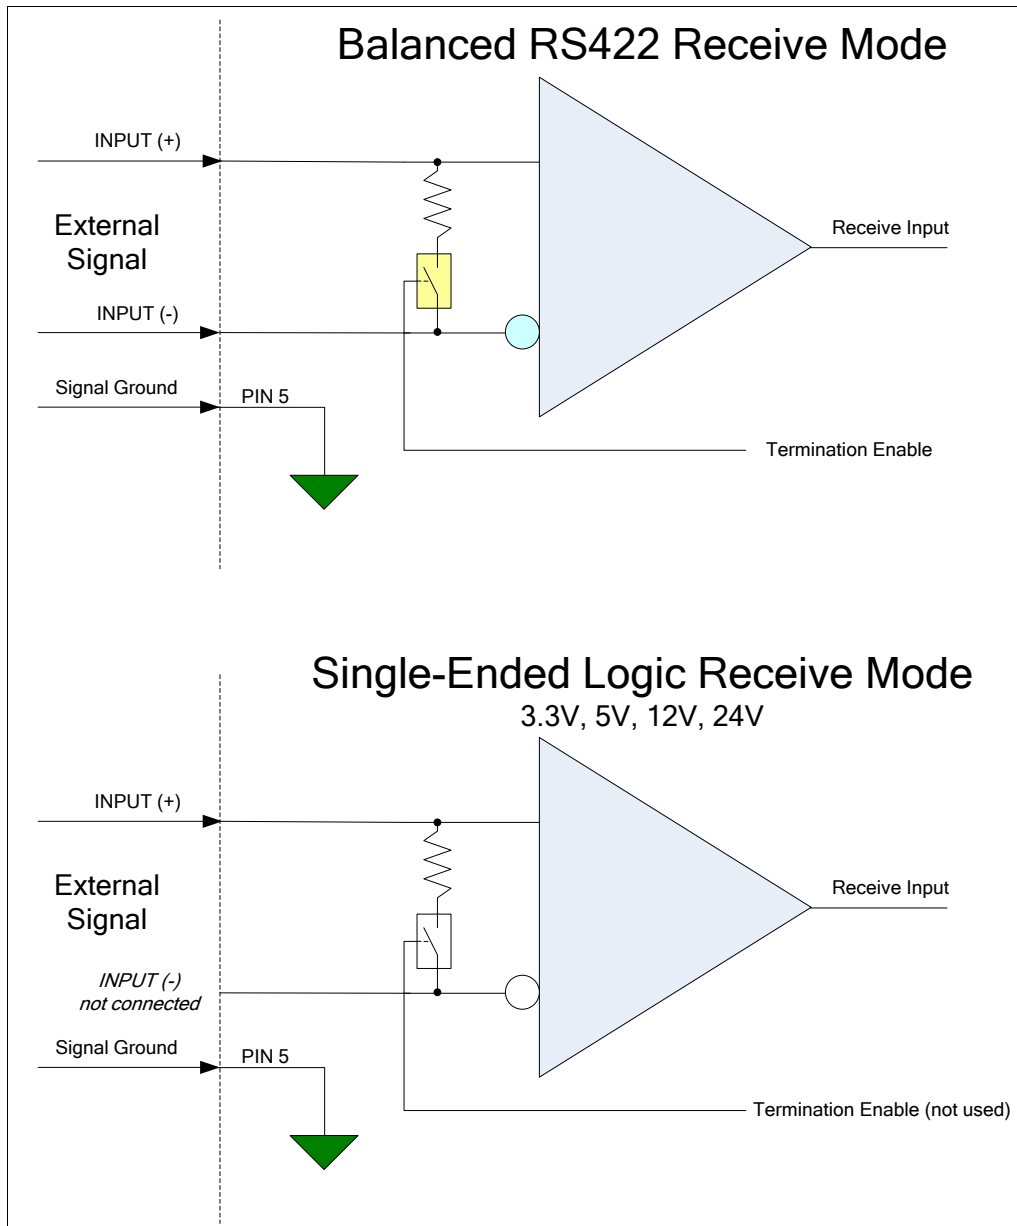 Balanced RS422 Receive Mode
INPUT (+)
External
Signal
Receive Input
INPUT (-)
Signal Ground
PIN 5
Termination Enable
Single-Ended Logic Receive Mode
3.3V, 5V, 12V, 24V
INPUT (+)
External
Signal
Receive Input
INPUT (-)
not connected
Signal Ground
PIN 5
Termination Enable (not used)